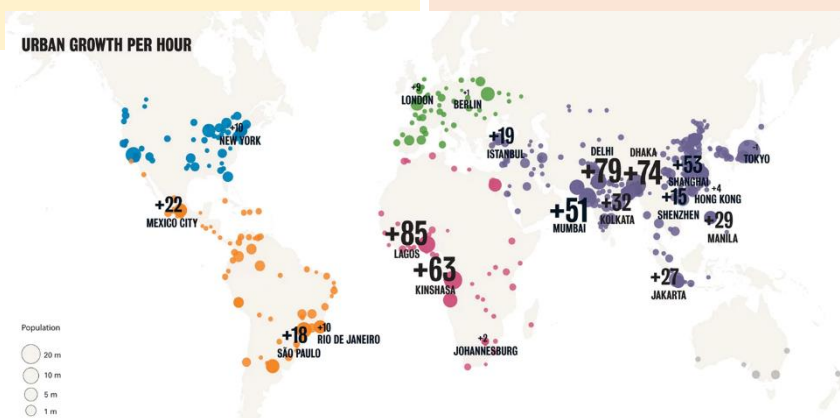 URBAN GROWTH PER HOUR
+9
LONDON
+1
BERLIN
+10
NEW YORK
+19
ISTANBUL
DELHI
+79
DHAKA
+74
+53
SHANGHAI
-1
TOKYO
+22
MEXICO CITY
+51
MUMBAI
+32
KOLKATA
+15
SHENZHEN
+4
HONG KONG
+29
MANILA
+85
LAGOS
+63
KINSHASA
+27
JAKARTA
+18
SÃO PAULO
+10
RIO DE JANEIRO
+2
JOHANNESBURG
Population
20 m
10 m
5 m
1 m